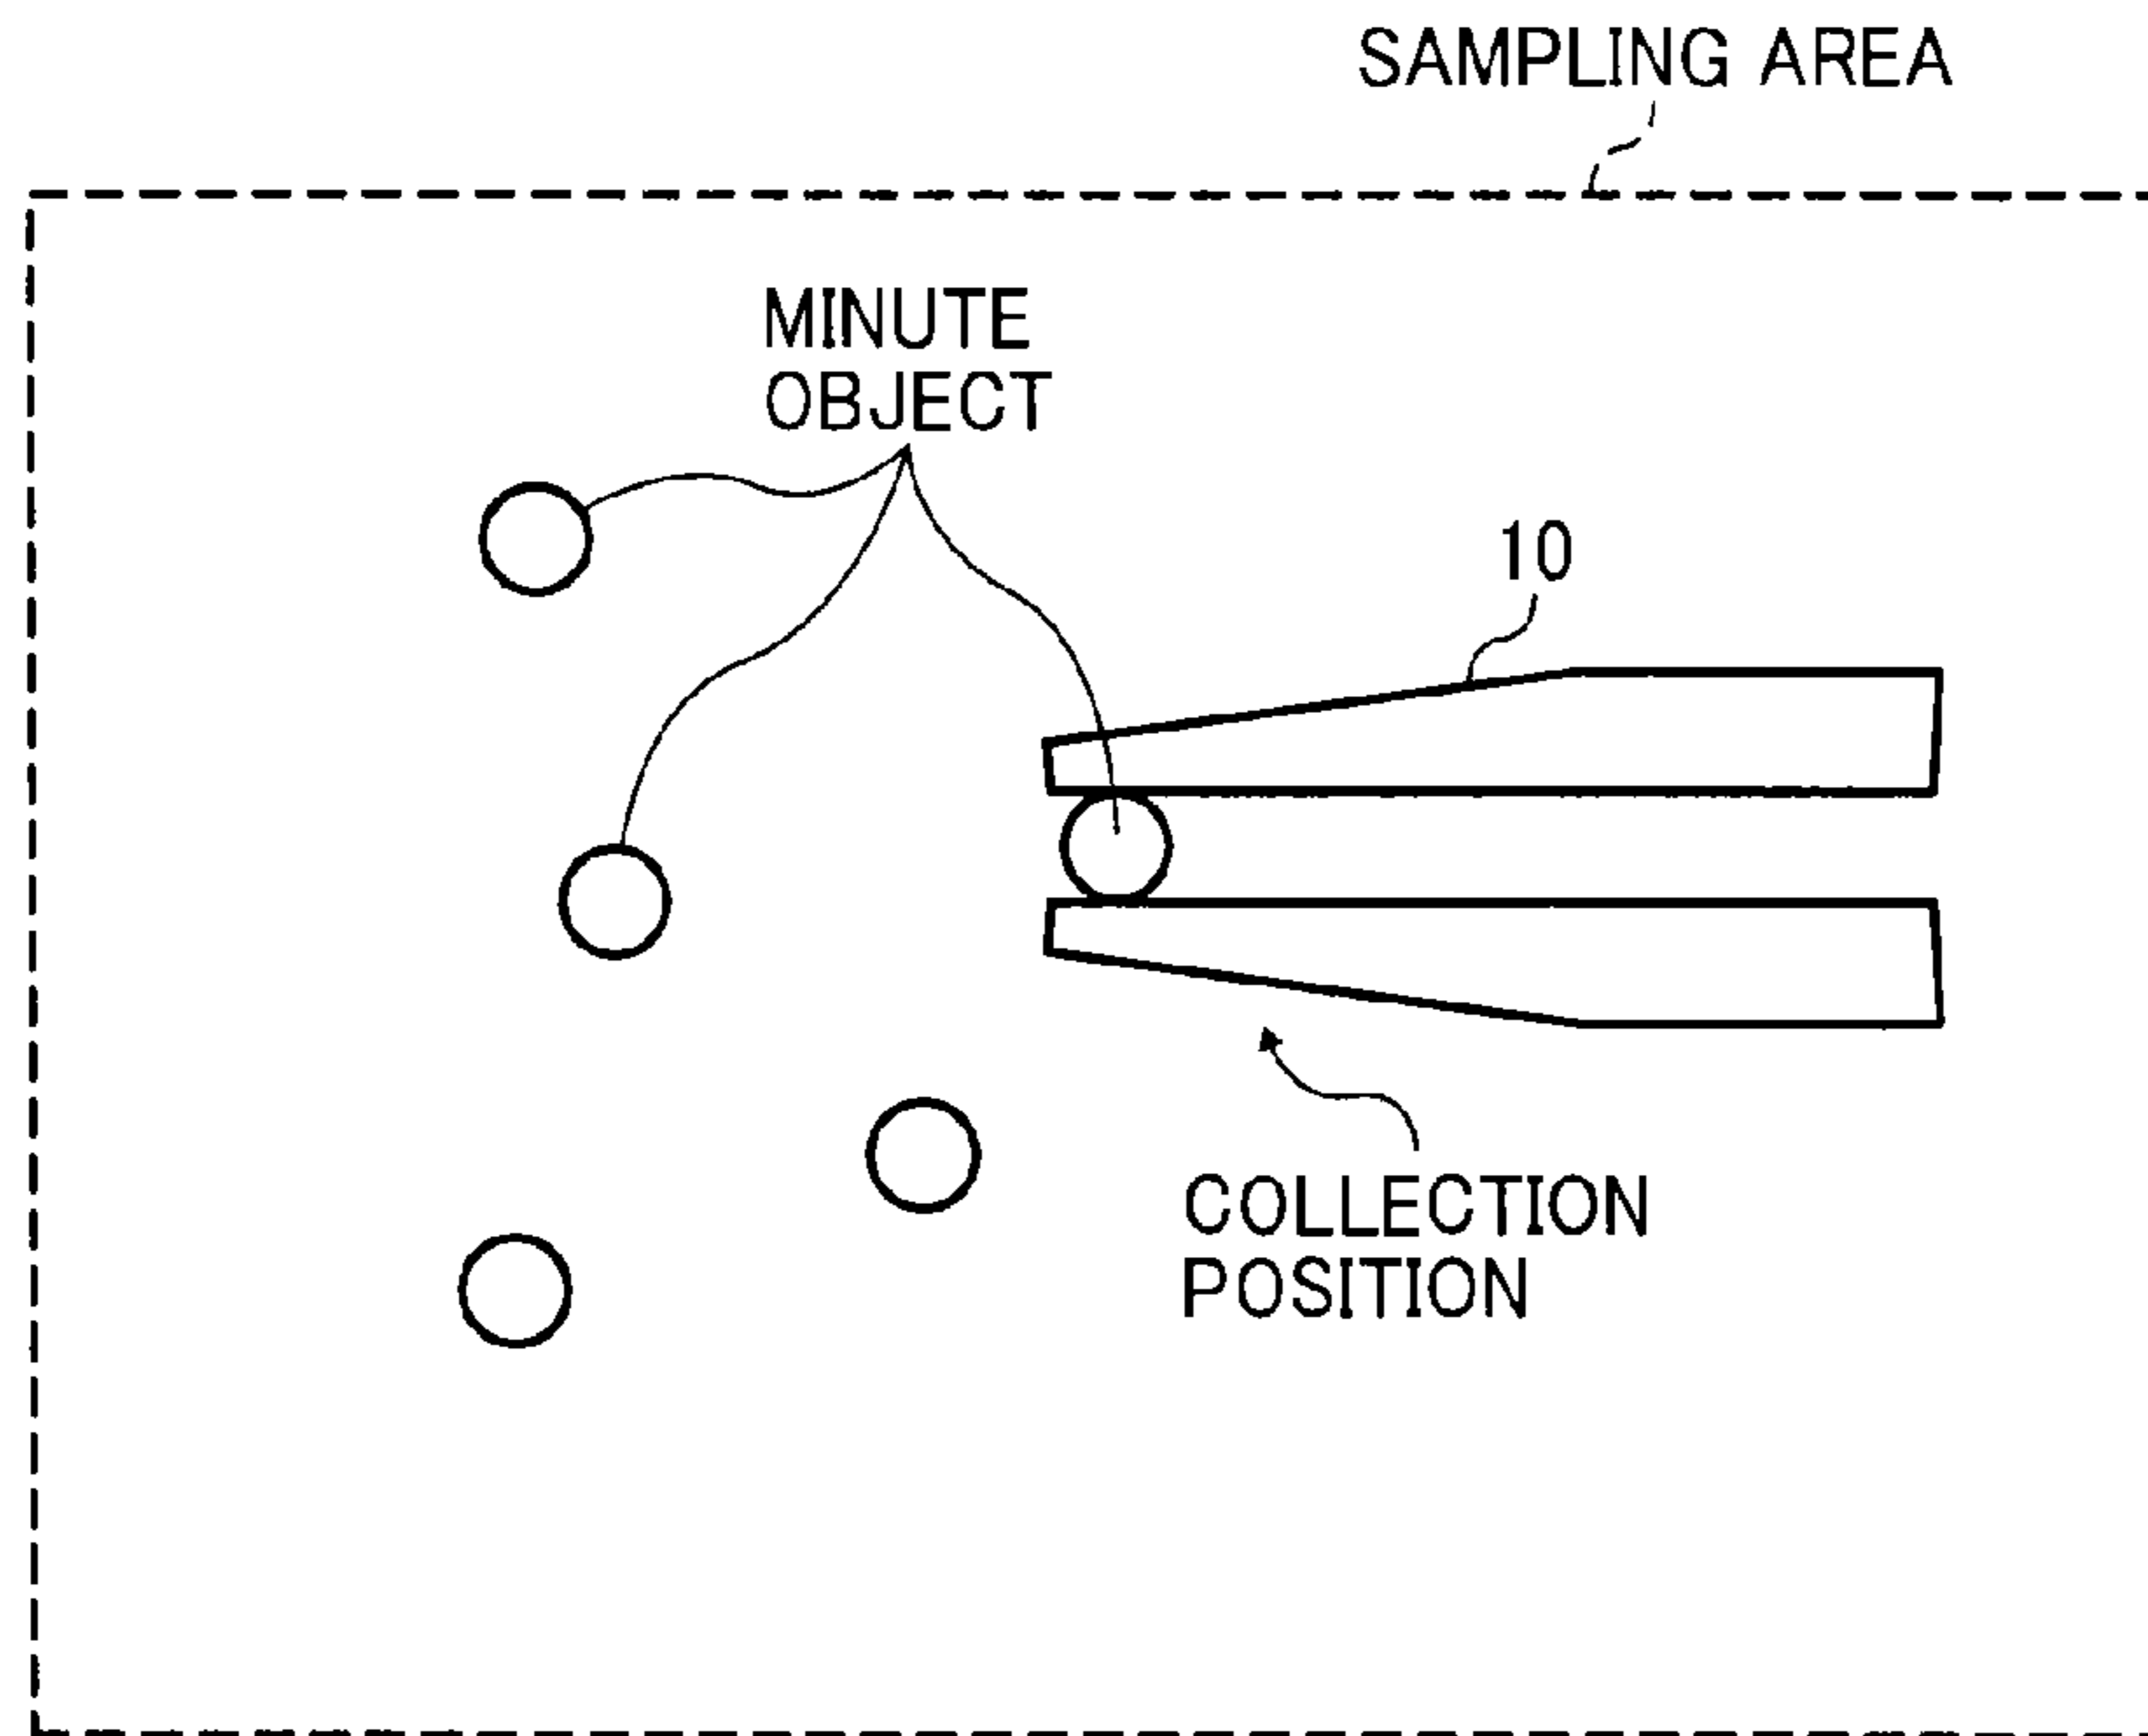 SAMPLING AREA
MINUTE
OBJECT
10
COLLECTION
POSITION